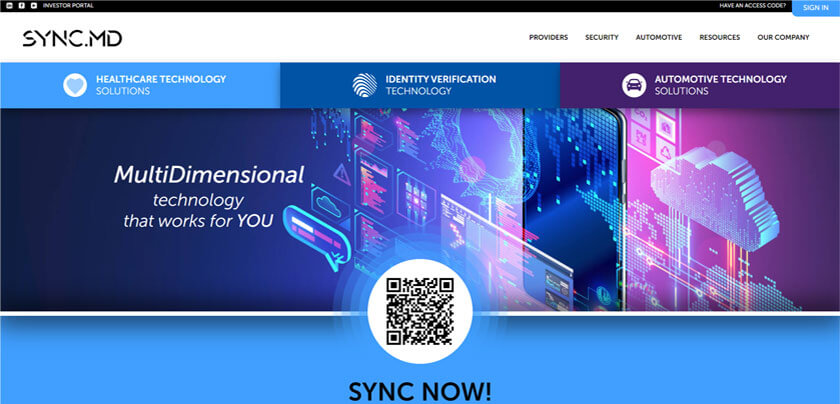 INVESTOR PORTAL
HAVE AN ACCESS CODE?
SIGN IN
SYNC.MD
PROVIDERS
SECURITY
AUTOMOTIVE
RESOURCES
OUR COMPANY
HEALTHCARE TECHNOLOGY
SOLUTIONS
IDENTITY VERIFICATION
TECHNOLOGY
AUTOMOTIVE TECHNOLOGY
SOLUTIONS
MultiDimensional
technology
that works for YOU
SYNC NOW!